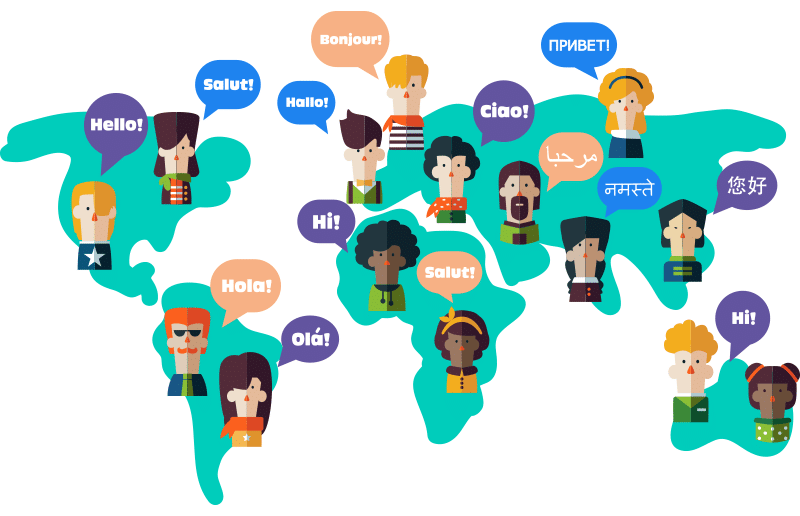 Bonjour!
ПРИВЕТ!
Salut!
Hallo!
Ciao!
Hello!
مرحبا
नमस्ते
您好
Hi!
Salut!
Hola!
Hi!
Olá!